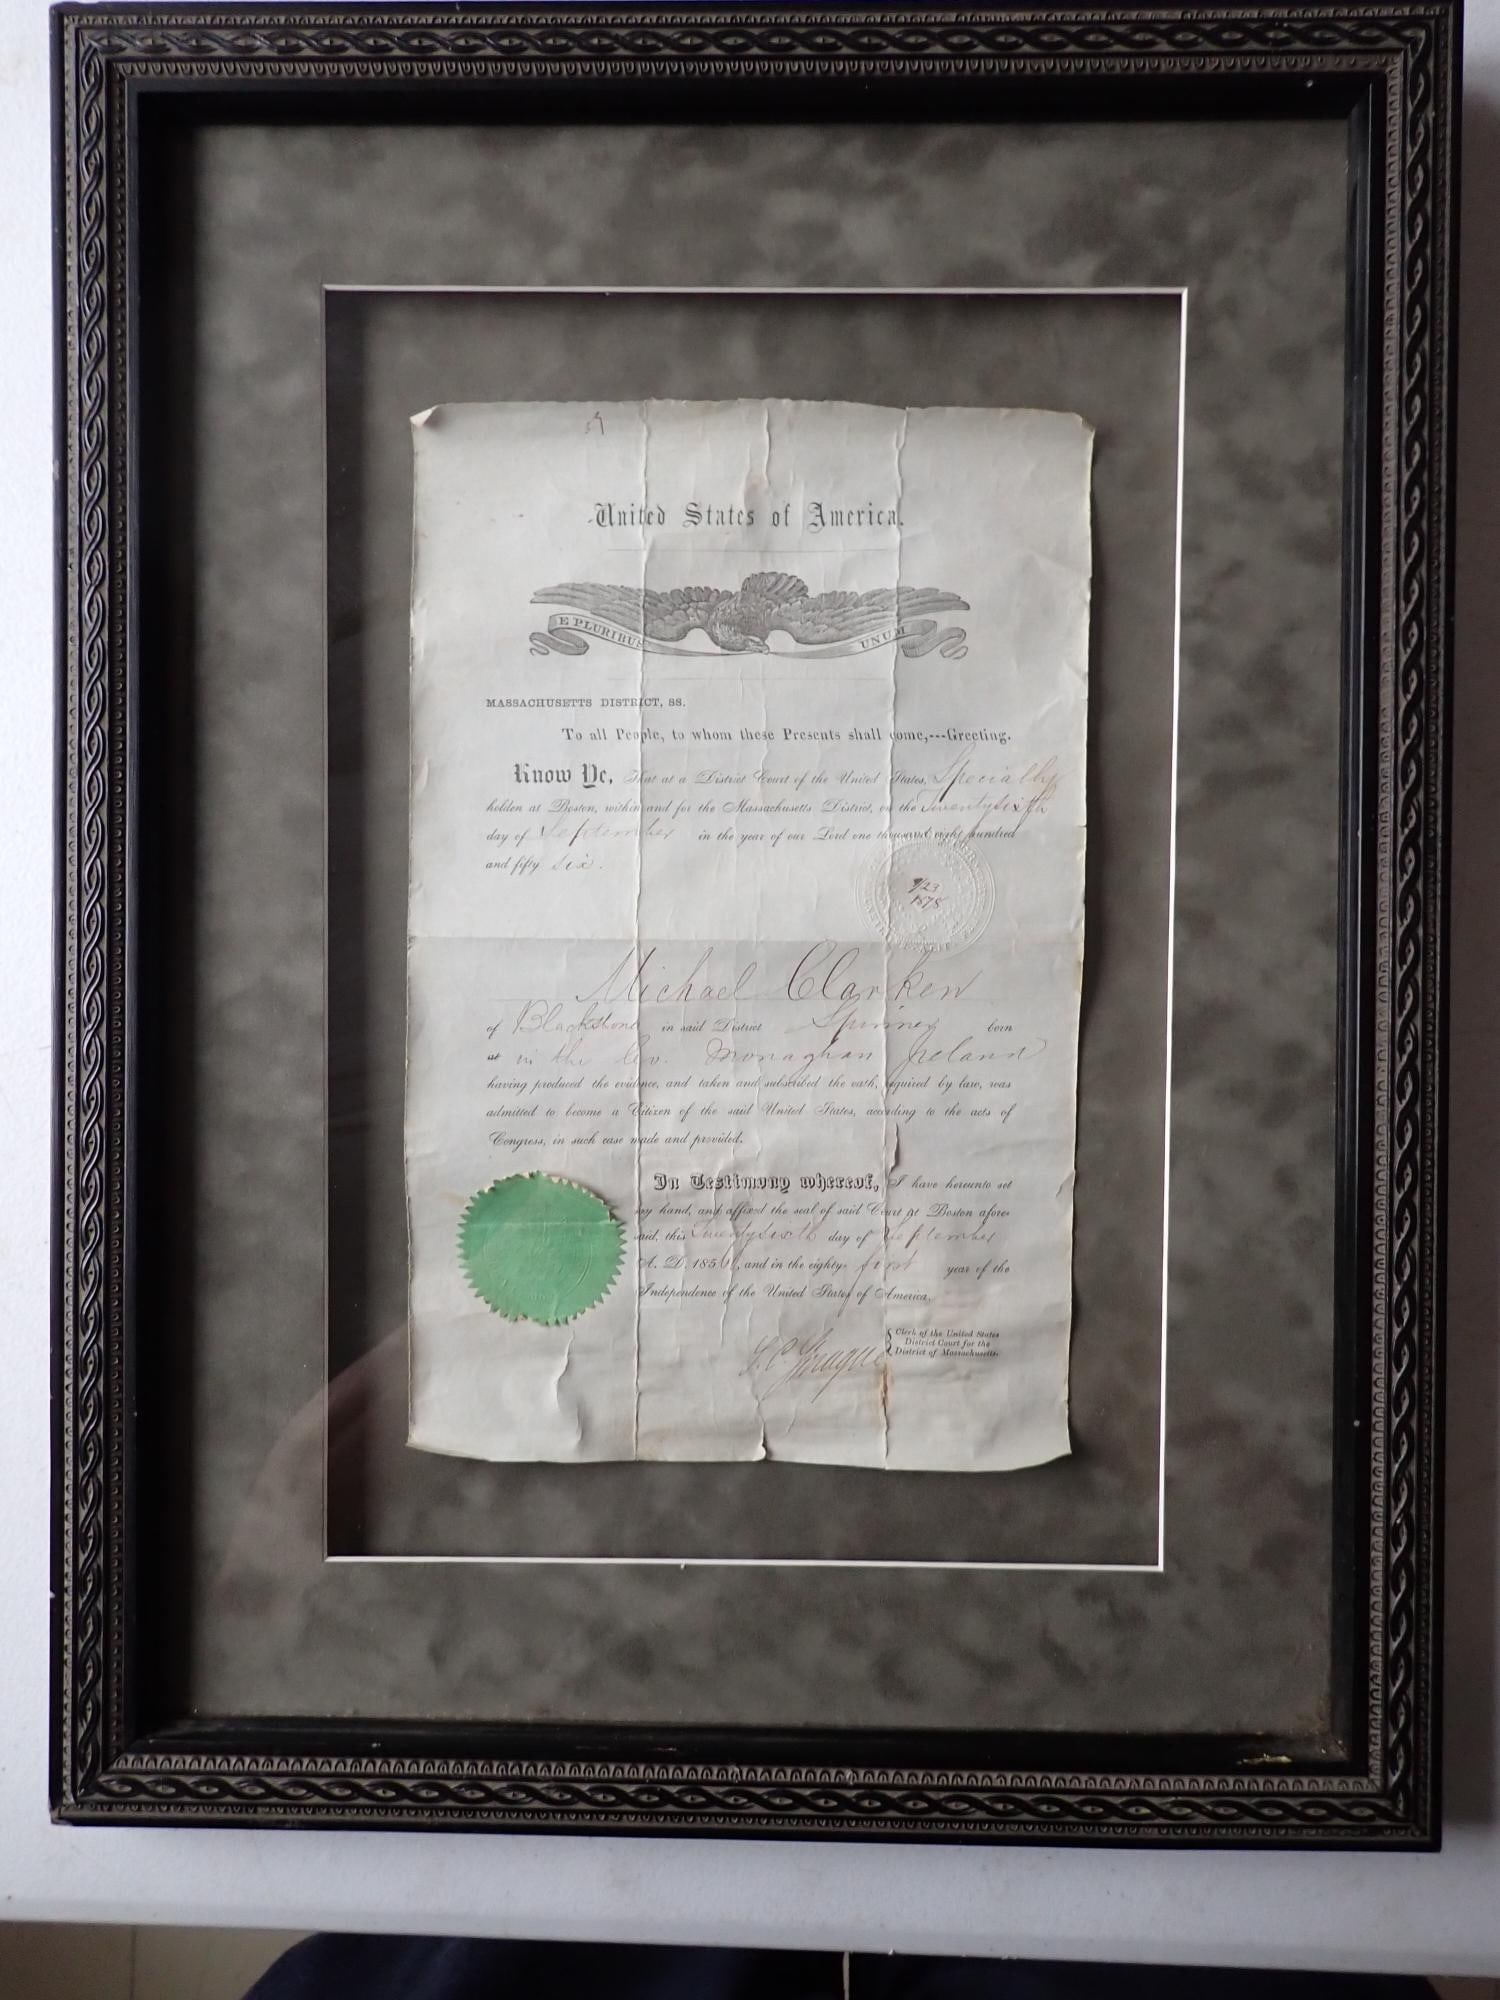 United States of America.
E PLURIBUS UNUM
MASSACHUSETTS DISTRICT, SS.
To all People, to whom these Presents shall come,---Greeting.
Know Ye, That at a District Court of the United States, Specially
holden at Boston, within and for the Massachusetts District, on the Twentysixth
day of September in the year of our Lord one thousand eight hundred
and fifty six.
9/23
1878
Michael Clarken
of Blackstone in said District Spinner born
at in the Co. Monaghan Ireland
having produced the evidence, and taken and subscribed the oath, required by law, was
admitted to become a Citizen of the said United States, according to the acts of
Congress, in such case made and provided.
In Testimony whereof, I have hereunto set
my hand, and affixed the seal of said Court at Boston afore-
said, this Twentysixth day of September
A. D. 1856, and in the eighty- first year of the
Independence of the United States of America.
Clerk of the United States
District Court for the
District of Massachusetts.